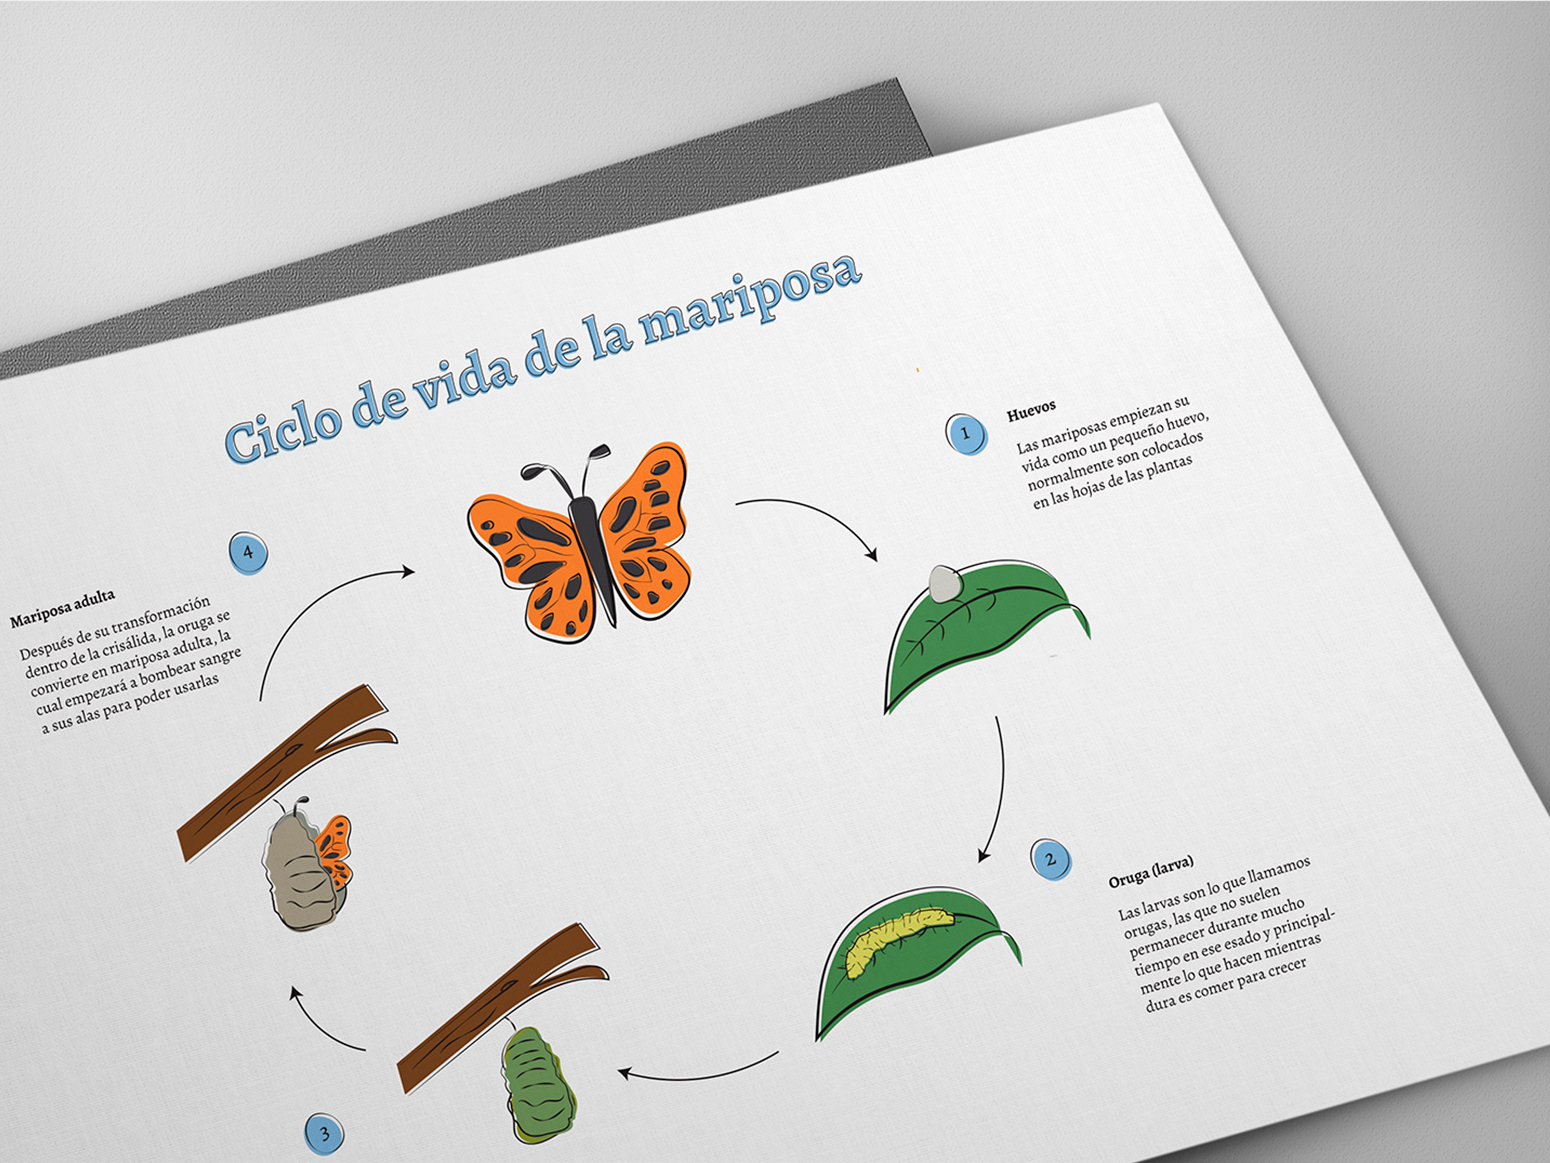 Ciclo de vida de la mariposa
1
Huevos
Las mariposas empiezan su
vida como un pequeño huevo,
normalmente son colocados
en las hojas de las plantas
2
Oruga (larva)
Las larvas son lo que llamamos
orugas, las que no suelen
permanecer durante mucho
tiempo en ese esado y principal-
mente lo que hacen mientras
dura es comer para crecer
3
4
Mariposa adulta
Después de su transformación
dentro de la crisálida, la oruga se
convierte en mariposa adulta, la
cual empezará a bombear sangre
a sus alas para poder usarlas